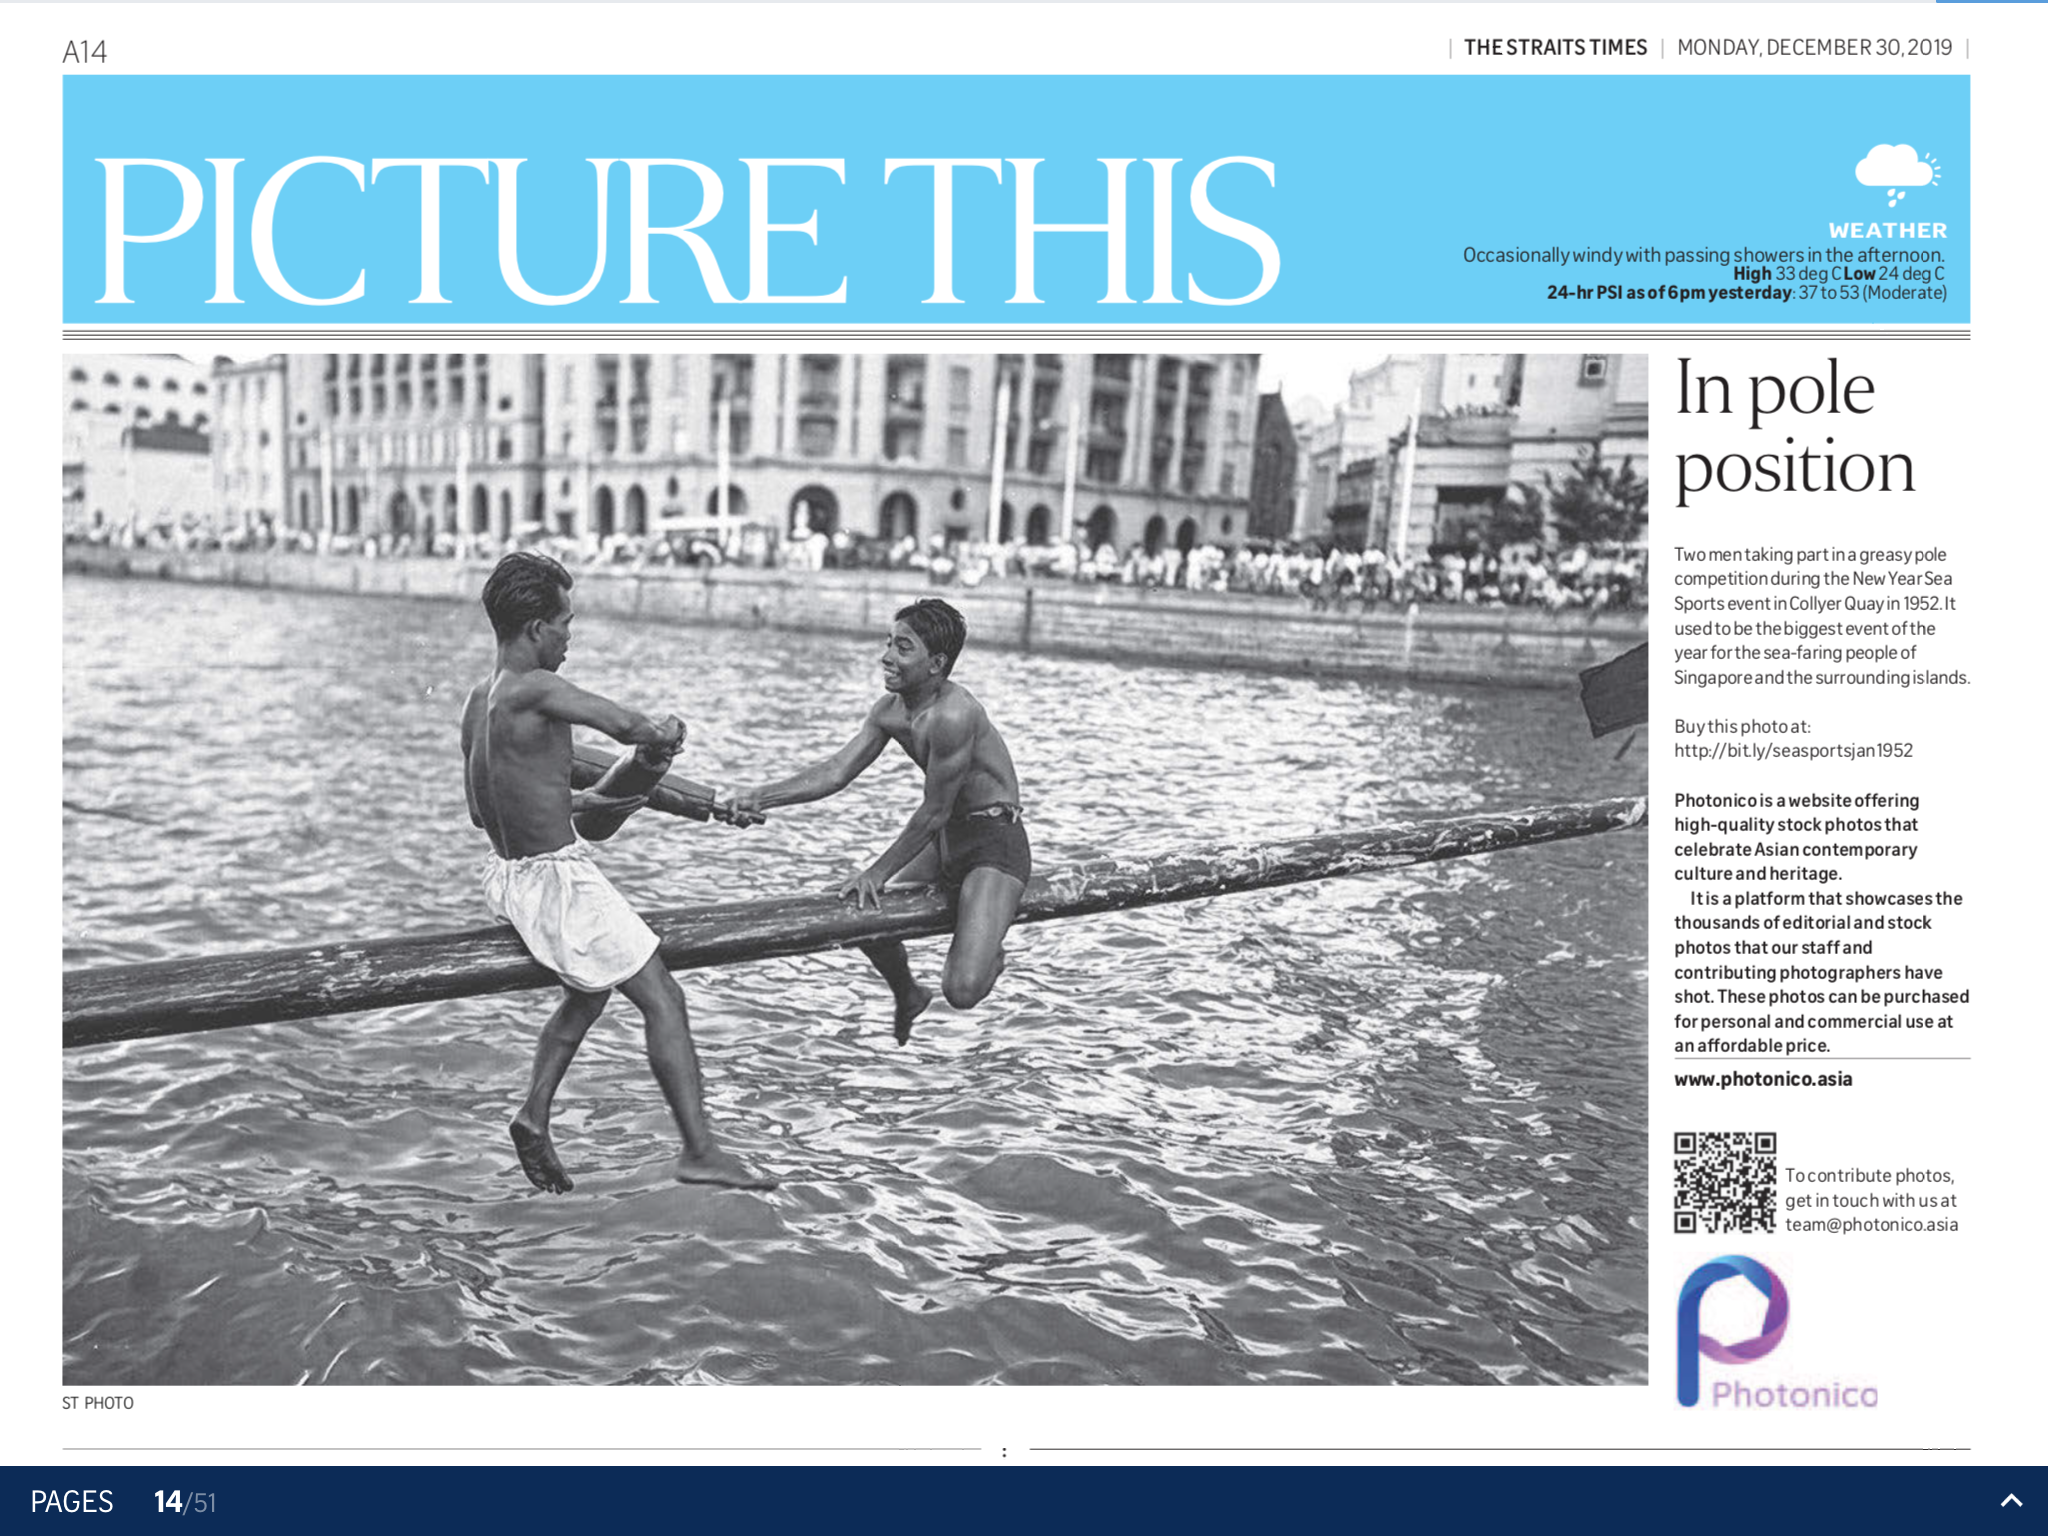 A14
THE STRAITS TIMES | MONDAY, DECEMBER 30, 2019
PICTURE THIS
WEATHER
Occasionally windy with passing showers in the afternoon.
High 33 deg C Low 24 deg C
24-hr PSI as of 6pm yesterday: 37 to 53 (Moderate)
In pole
position
Two men taking part in a greasy pole
competition during the New Year Sea
Sports event in Collyer Quay in 1952. It
used to be the biggest event of the
year for the sea-faring people of
Singapore and the surrounding islands.
Buy this photo at:
http://bit.ly/seasportsjan1952
Photonico is a website offering
high-quality stock photos that
celebrate Asian contemporary
culture and heritage.
It is a platform that showcases the
thousands of editorial and stock
photos that our staff and
contributing photographers have
shot. These photos can be purchased
for personal and commercial use at
an affordable price.
www.photonico.asia
To contribute photos,
get in touch with us at
team@photonico.asia
Photonico
ST PHOTO
PAGES 14/51